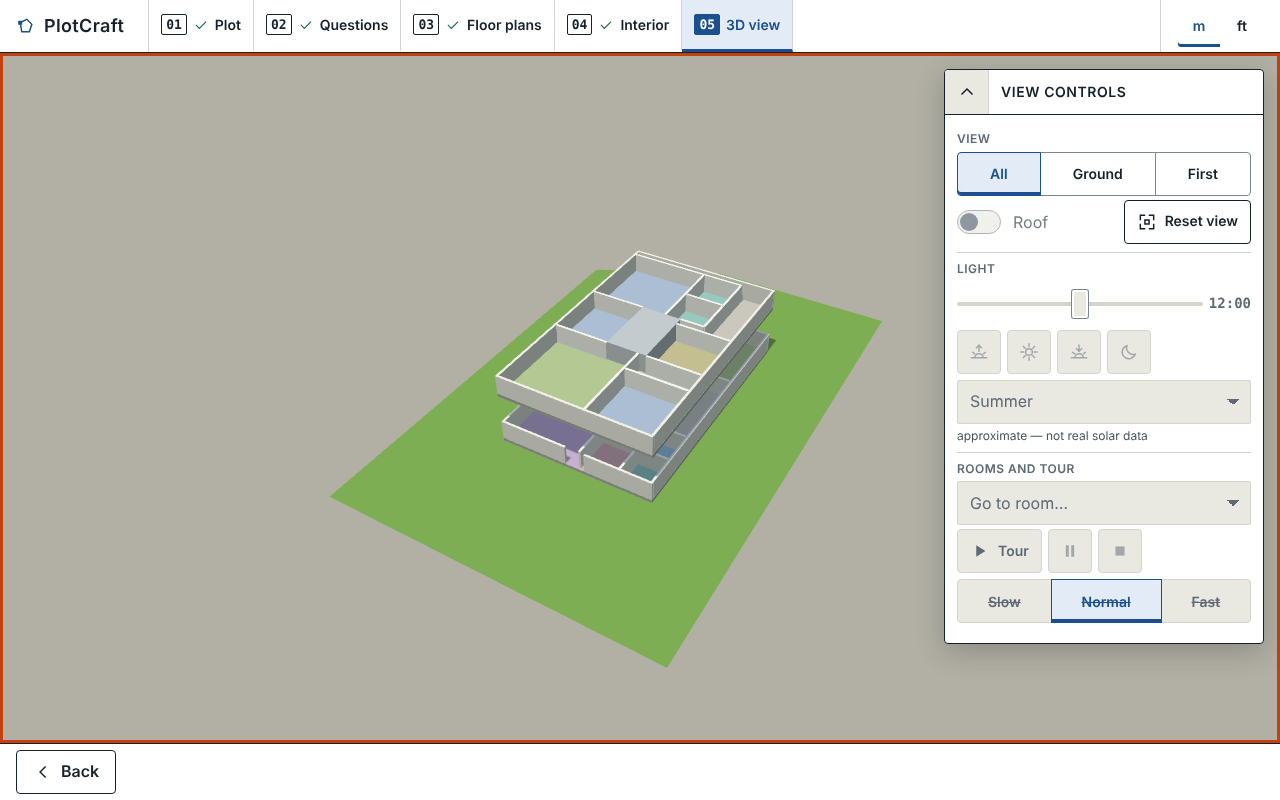 PlotCraft
01 Plot
02 Questions
03 Floor plans
04 Interior
05 3D view
m
ft
VIEW CONTROLS
VIEW
All
Ground
First
Roof
Reset view
LIGHT
12:00
Summer
approximate — not real solar data
ROOMS AND TOUR
Go to room...
Tour
Slow
Normal
Fast
Back